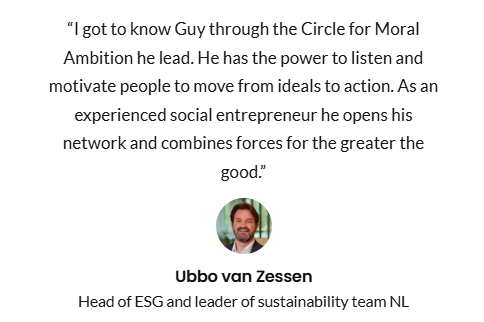 “I got to know Guy through the Circle for Moral
Ambition he lead. He has the power to listen and
motivate people to move from ideals to action. As an
experienced social entrepreneur he opens his
network and combines forces for the greater the
good.”
Ubbo van Zessen
Head of ESG and leader of sustainability team NL